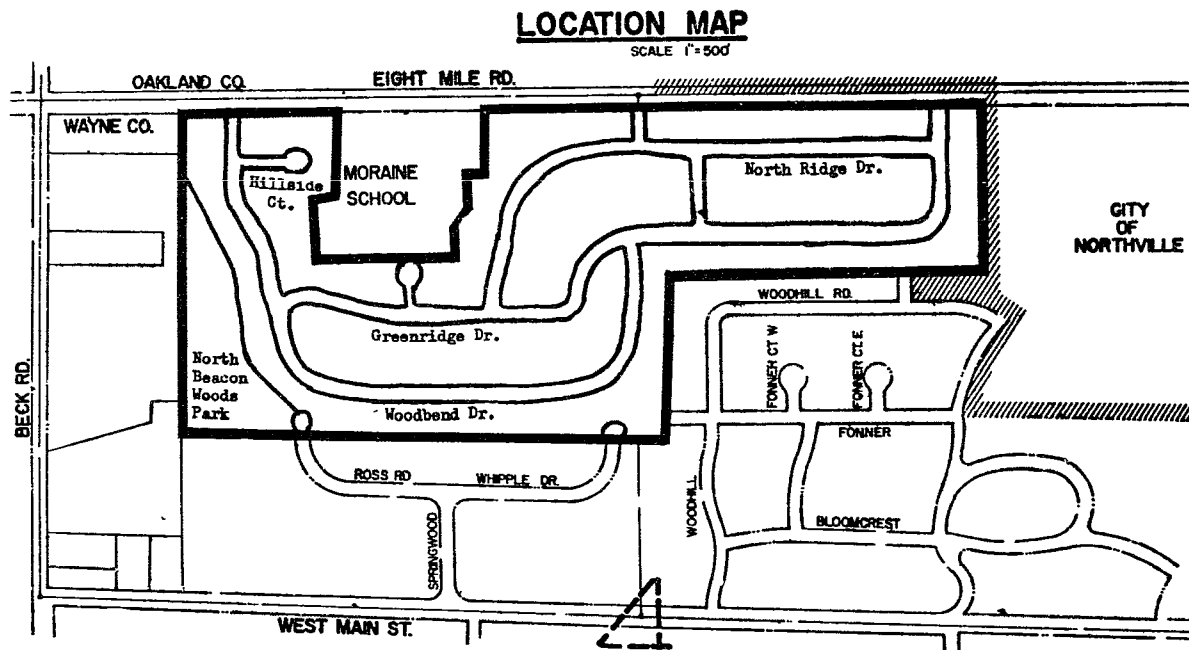 LOCATION MAP
SCALE 1"=500'
OAKLAND CO.
EIGHT MILE RD.
WAYNE CO.
Hillside
Ct.
MORAINE
SCHOOL
North Ridge Dr.
CITY
OF
NORTHVILLE
WOODHILL RD.
Greenridge Dr.
FONNER CT. W
FONNER CT. E.
BECK RD.
North
Beacon
Woods
Park
Woodbend Dr.
FONNER
ROSS RD
WHIPPLE DR.
WOODHILL
BLOOMCREST
SPRINGWOOD
WEST MAIN ST.